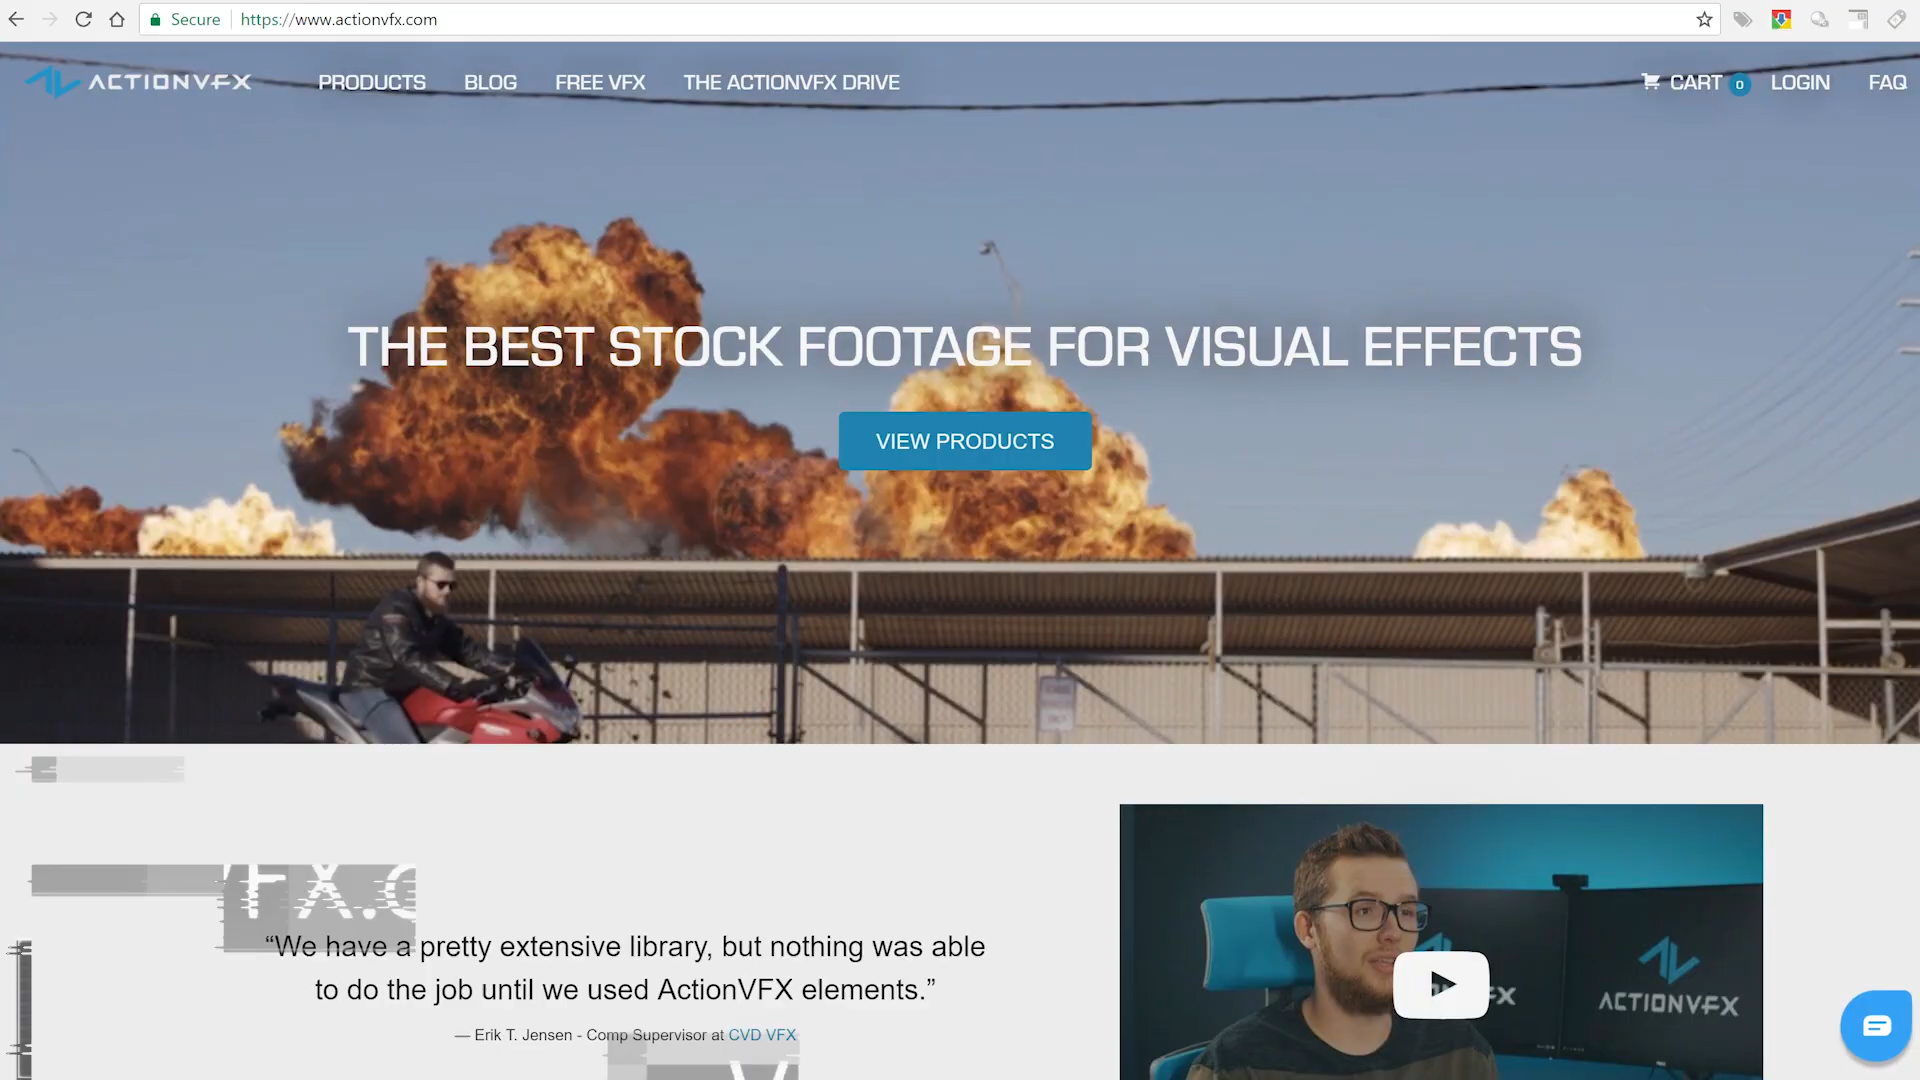 Secure
https://www.actionvfx.com
ACTIONVFX
PRODUCTS
BLOG
FREE VFX
THE ACTIONVFX DRIVE
CART
0
LOGIN
FAQ
THE BEST STOCK FOOTAGE FOR VISUAL EFFECTS
VIEW PRODUCTS
“We have a pretty extensive library, but nothing was able
to do the job until we used ActionVFX elements.”
— Erik T. Jensen - Comp Supervisor at CVD VFX
ACTIONVFX